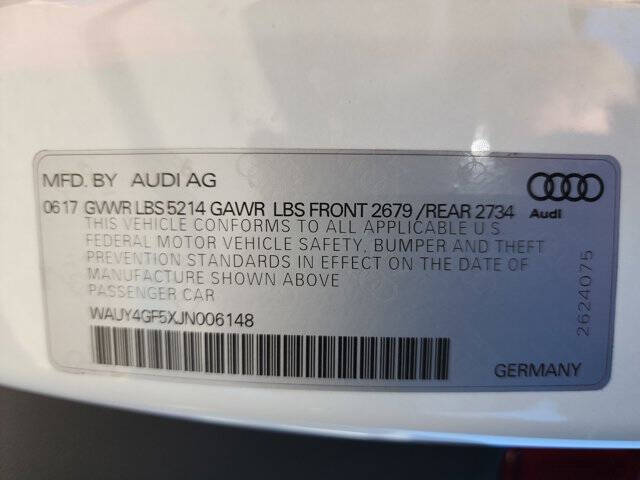 MFD. BY AUDI AG
0617 GVWR LBS 5214 GAWR LBS FRONT 2679 / REAR 2734
Audi
THIS VEHICLE CONFORMS TO ALL APPLICABLE U S
FEDERAL MOTOR VEHICLE SAFETY, BUMPER AND THEFT
PREVENTION STANDARDS IN EFFECT ON THE DATE OF
MANUFACTURE SHOWN ABOVE
PASSENGER CAR
WAUY4GF5XJN006148
2624075
GERMANY